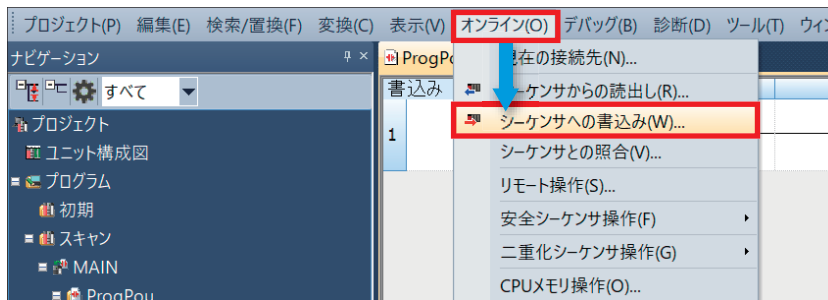 プロジェクト(P) 編集(E) 検索/置換(F) 変換(C) 表示(V) オンライン(O) デバッグ(B) 診断(D) ツール(T)
ナビゲーション
すべて
プロジェクト
ユニット構成図
プログラム
初期
スキャン
MAIN
ProgPou
書込み
1
現在の接続先(N)...
シーケンサからの読出し(R)...
シーケンサへの書込み(W)...
シーケンサとの照合(V)...
リモート操作(S)...
安全シーケンサ操作(F)
二重化シーケンサ操作(G)
CPUメモリ操作(O)...